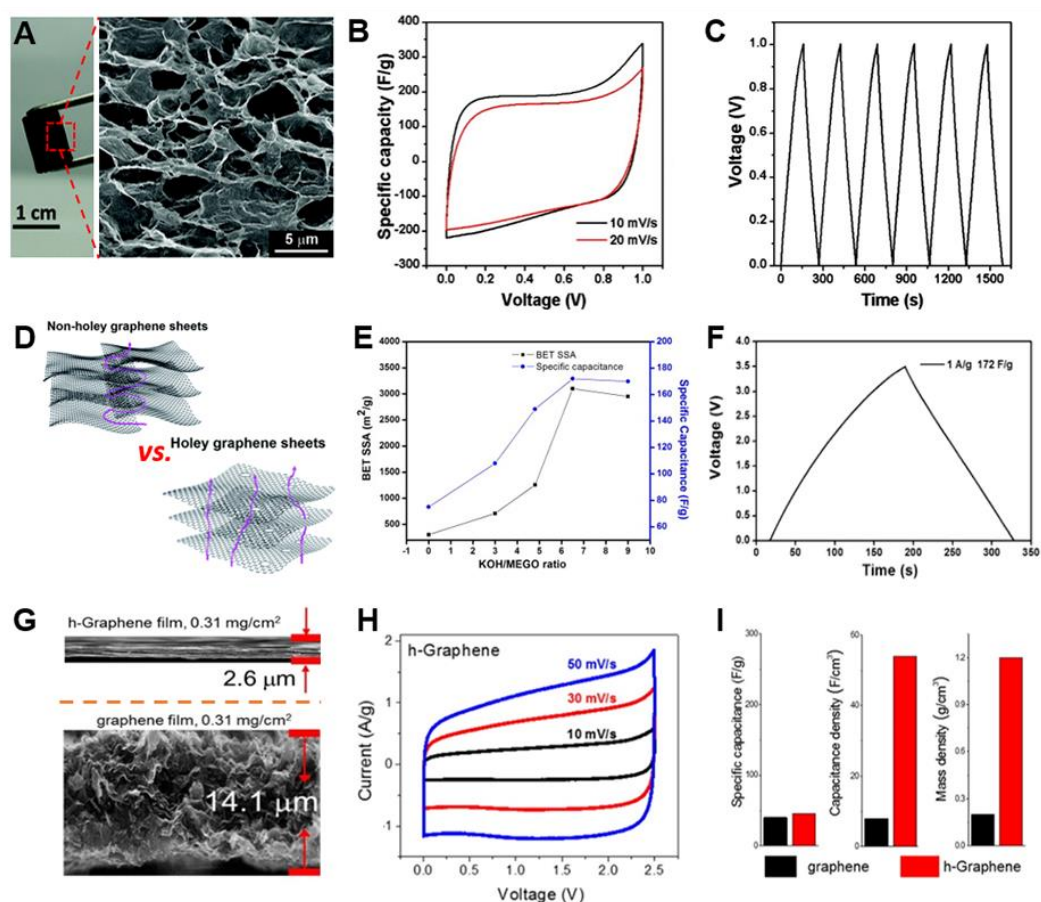 A
1 cm
5 μm
B
Specific capacity (F/g)
400
300
200
100
0
-100
-200
-300
10 mV/s
20 mV/s
0.0 0.2 0.4 0.6 0.8 1.0
Voltage (V)
C
Voltage (V)
1.0
0.8
0.6
0.4
0.2
0.0
0 300 600 900 1200 1500
Time (s)
D
Non-holey graphene sheets
vs.
Holey graphene sheets
E
BET SSA (m²/g)
4000
3500
3000
2500
2000
1500
1000
500
BET SSA
Specific capacitance
200
180
160
140
120
100
80
60
Specific Capacitance (F/g)
-1 0 1 2 3 4 5 6 7 8 9 10
KOH/MEGO ratio
F
Voltage (V)
4.0
3.5
3.0
2.5
2.0
1.5
1.0
0.5
0.0
1 A/g 172 F/g
0 50 100 150 200 250 300 350
Time (s)
G
h-Graphene film, 0.31 mg/cm²
2.6 μm
graphene film, 0.31 mg/cm²
14.1 μm
H
h-Graphene
Current (A/g)
2
1
0
-1
50 mV/s
30 mV/s
10 mV/s
0.0 0.5 1.0 1.5 2.0 2.5
Voltage (V)
I
Specific capacitance (F/g)
300
200
100
0
Capacitance density (F/cm³)
60
40
20
0
Mass density (g/cm³)
1.2
0.9
0.6
0.3
0.0
graphene
h-Graphene